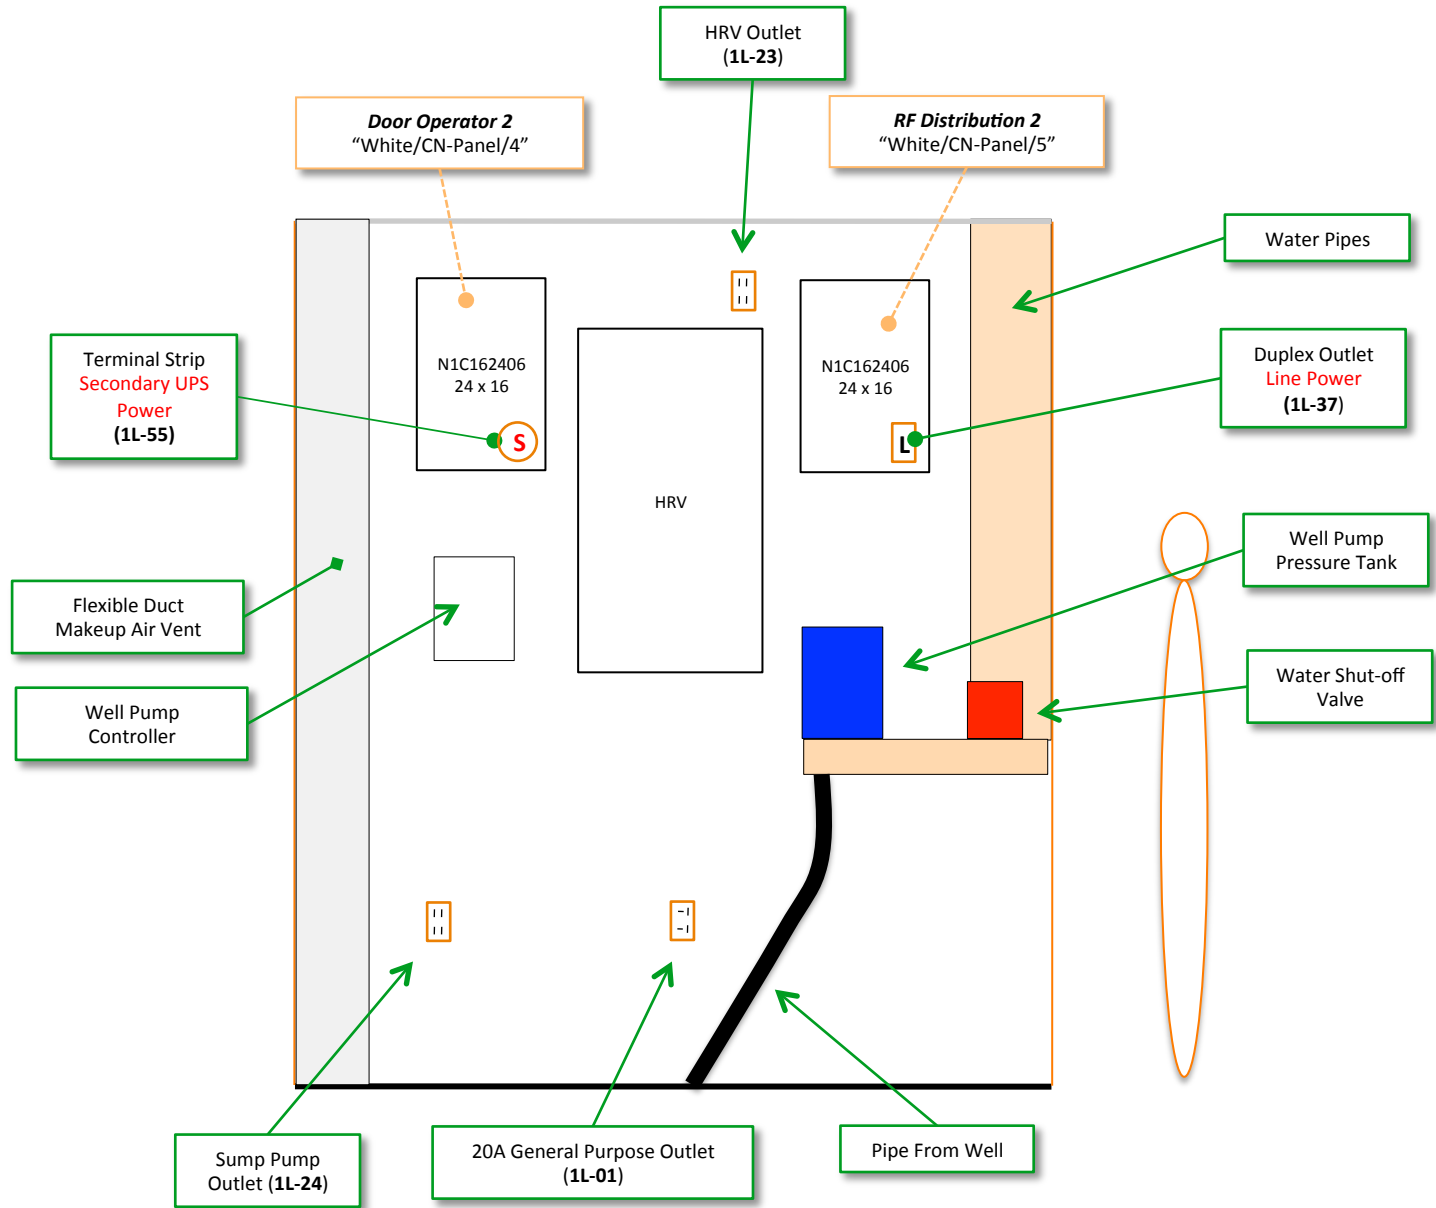 HRV Outlet
(1L-23)
Door Operator 2
“White/CN-Panel/4”
RF Distribution 2
“White/CN-Panel/5”
Water Pipes
Terminal Strip
Secondary UPS
Power
(1L-55)
N1C162406
24 x 16
S
HRV
N1C162406
24 x 16
L
Duplex Outlet
Line Power
(1L-37)
Well Pump
Pressure Tank
Flexible Duct
Makeup Air Vent
Well Pump
Controller
Water Shut-off
Valve
Sump Pump
Outlet (1L-24)
20A General Purpose Outlet
(1L-01)
Pipe From Well